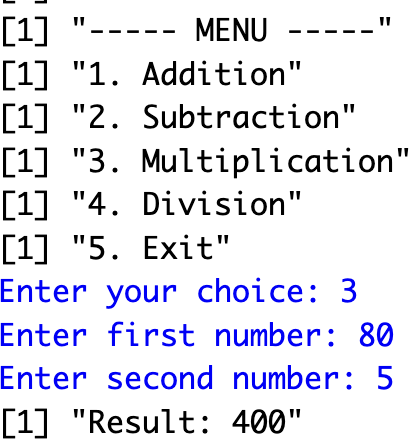 [1] "----- MENU -----"
[1] "1. Addition"
[1] "2. Subtraction"
[1] "3. Multiplication"
[1] "4. Division"
[1] "5. Exit"
Enter your choice: 3
Enter first number: 80
Enter second number: 5
[1] "Result: 400"